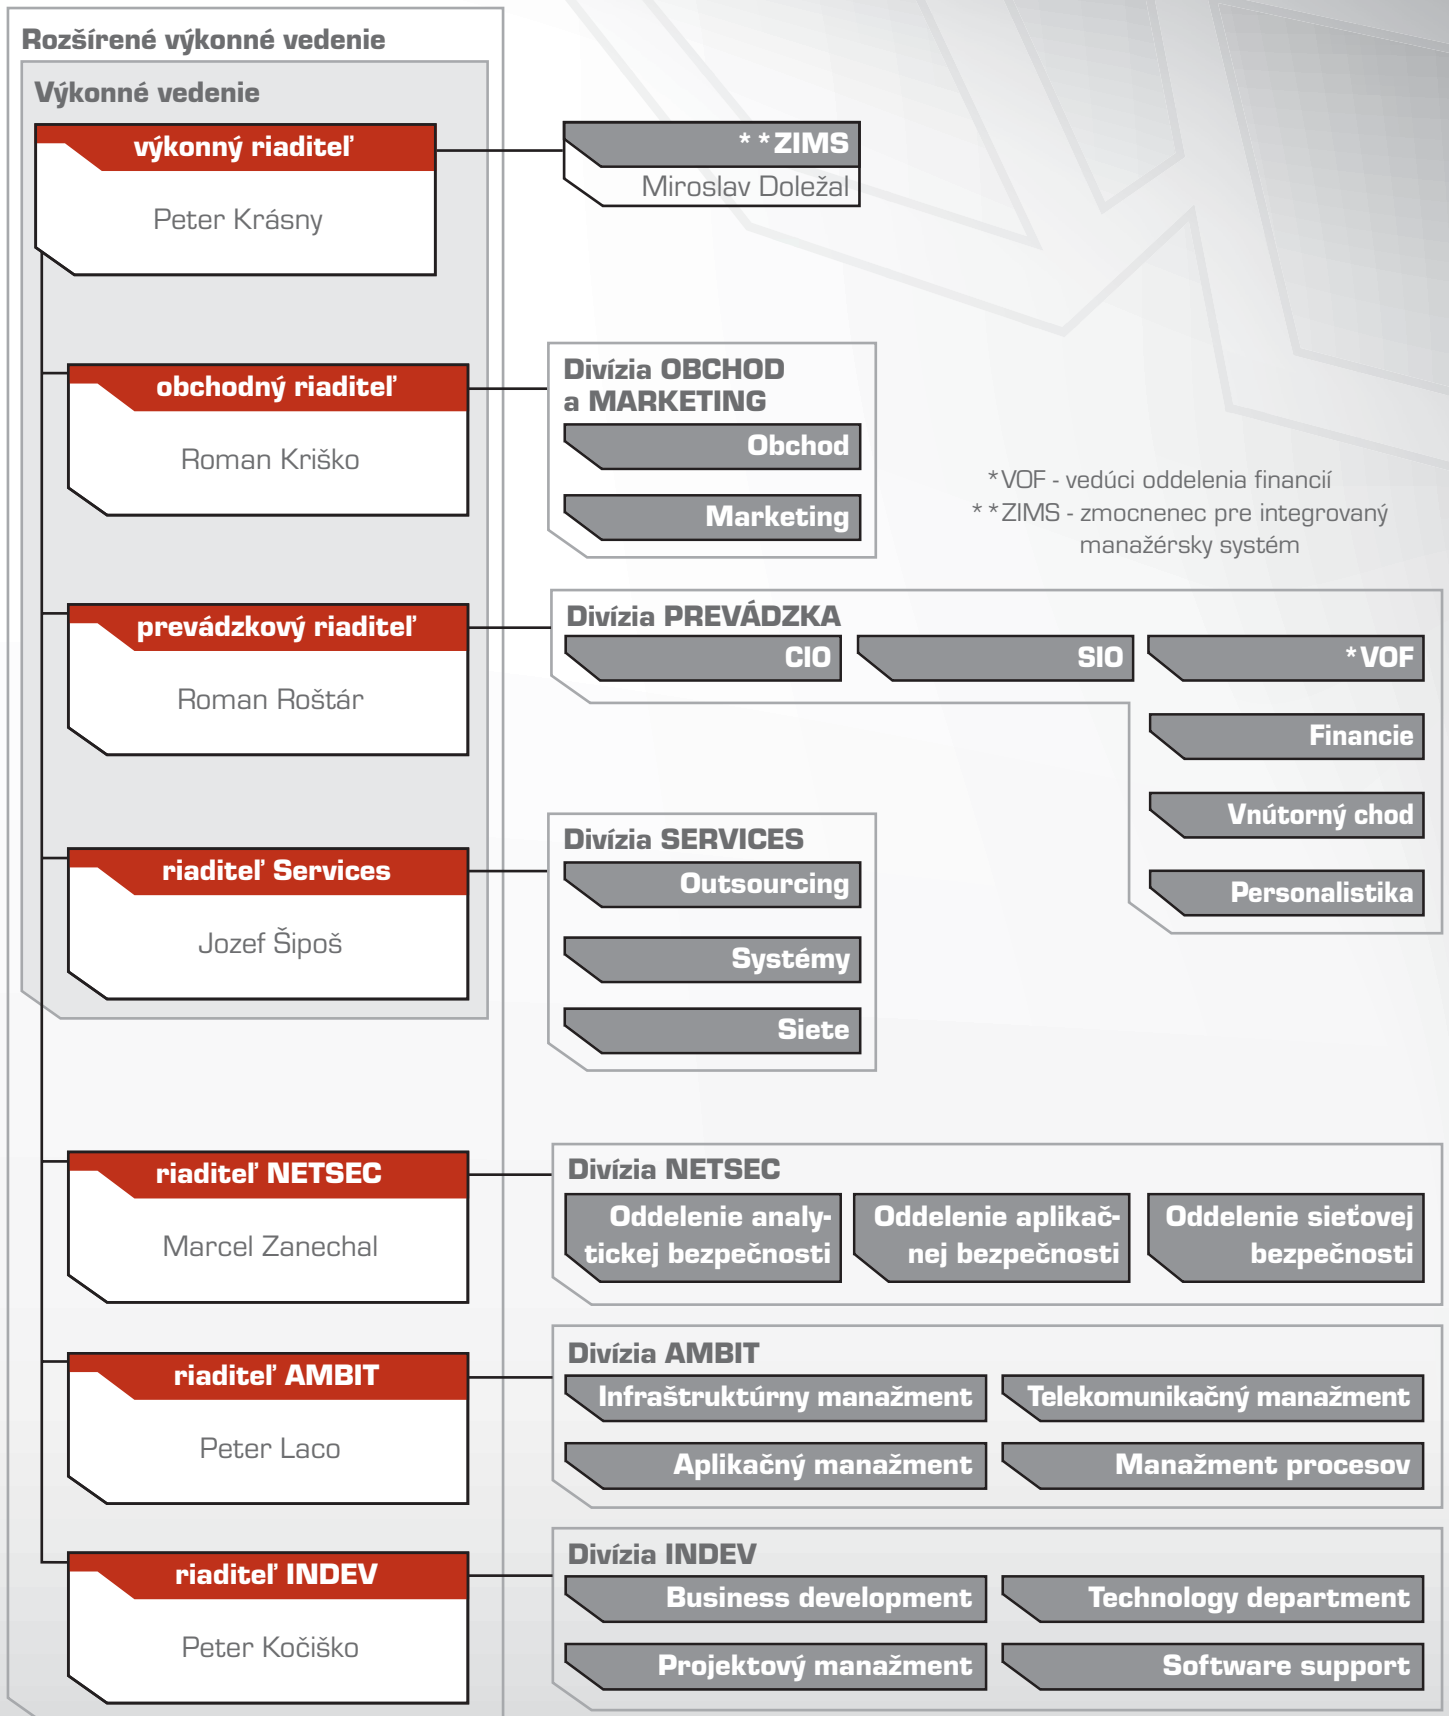 Rozšírené výkonné vedenie
Výkonné vedenie
výkonný riaditeľ
Peter Krásny
**ZIMS
Miroslav Doležal
obchodný riaditeľ
Roman Kriško
Divízia OBCHOD
a MARKETING
Obchod
Marketing
*VOF - vedúci oddelenia financií
**ZIMS - zmocnenec pre integrovaný
manažérsky systém
prevádzkový riaditeľ
Roman Roštár
Divízia PREVÁDZKA
CIO
SIO
*VOF
Financie
Vnútorný chod
Personalistika
riaditeľ Services
Jozef Šipoš
Divízia SERVICES
Outsourcing
Systémy
Siete
riaditeľ NETSEC
Marcel Zanechal
Divízia NETSEC
Oddelenie analy-
tickej bezpečnosti
Oddelenie aplikač-
nej bezpečnosti
Oddelenie sieťovej
bezpečnosti
riaditeľ AMBIT
Peter Laco
Divízia AMBIT
Infraštruktúrny manažment
Telekomunikačný manažment
Aplikačný manažment
Manažment procesov
riaditeľ INDEV
Peter Kočiško
Divízia INDEV
Business development
Technology department
Projektový manažment
Software support